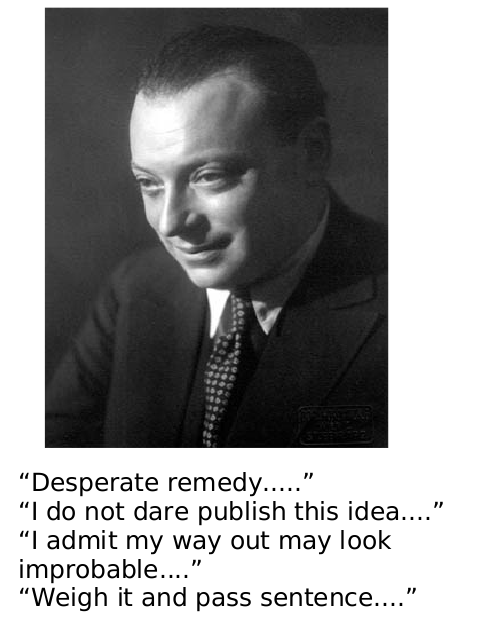 “Desperate remedy.....”
“I do not dare publish this idea....”
“I admit my way out may look
improbable....”
“Weigh it and pass sentence....”